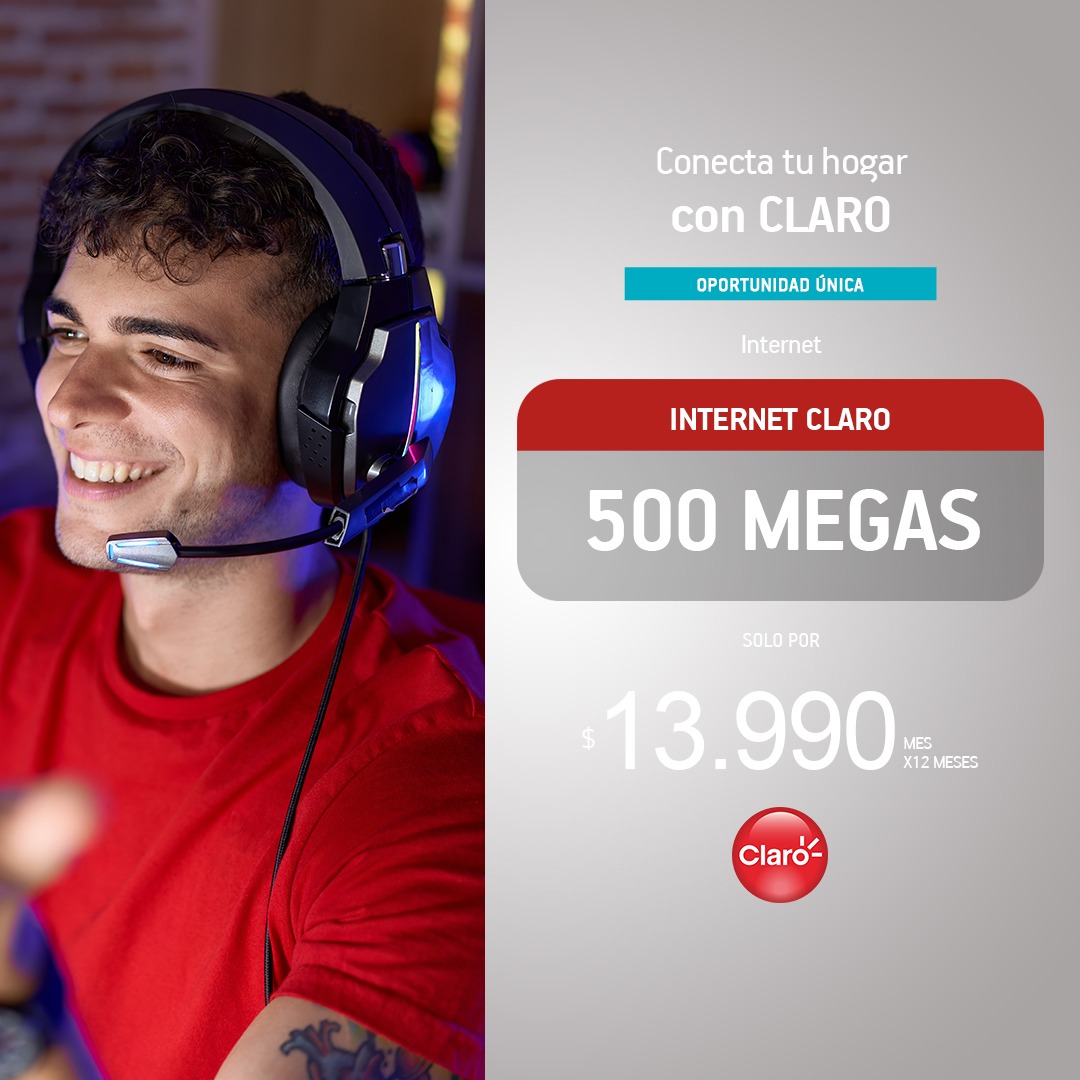 Conecta tu hogar
con CLARO
OPORTUNIDAD ÚNICA
Internet
INTERNET CLARO
500 MEGAS
SOLO POR
$13.990 MES
X12 MESES
Claro